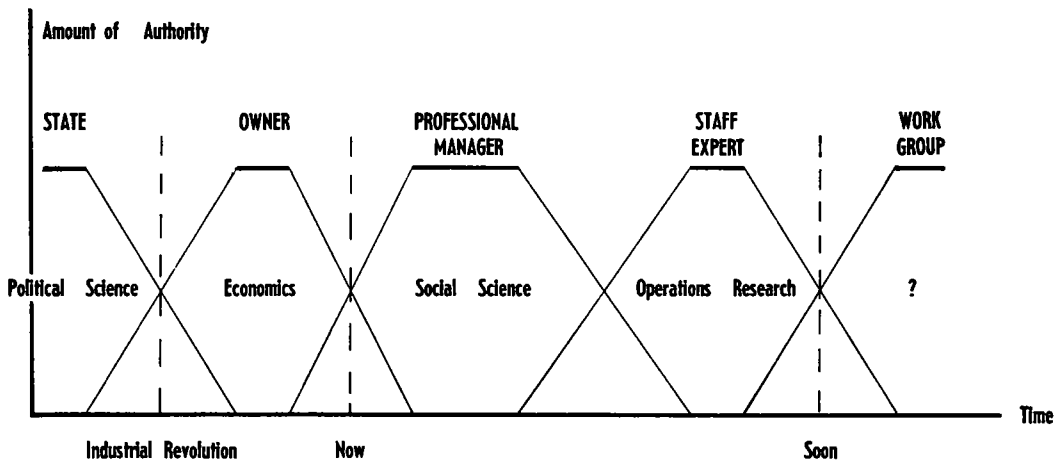 Amount of Authority
STATE
OWNER
PROFESSIONAL
MANAGER
STAFF
EXPERT
WORK
GROUP
Political Science
Economics
Social Science
Operations Research
?
Time
Industrial Revolution
Now
Soon